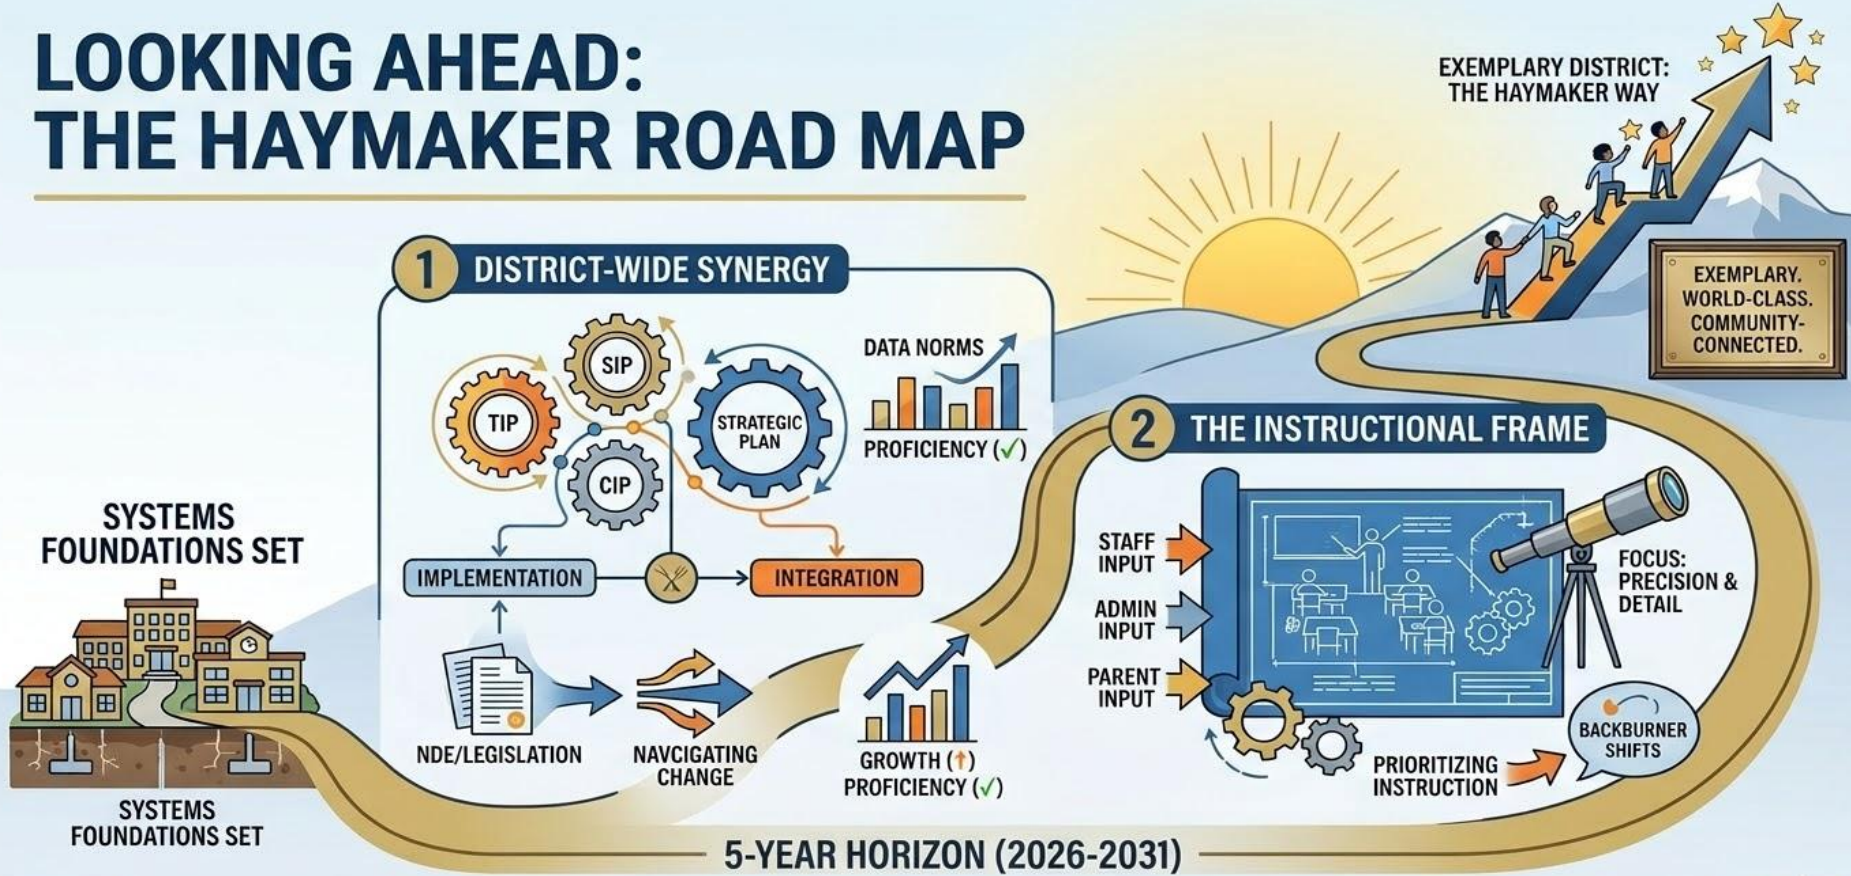 LOOKING AHEAD:
THE HAYMAKER ROAD MAP
EXEMPLARY DISTRICT:
THE HAYMAKER WAY
EXEMPLARY.
WORLD-CLASS.
COMMUNITY-
CONNECTED.
1 DISTRICT-WIDE SYNERGY
SIP
TIP
STRATEGIC
PLAN
CIP
DATA NORMS
PROFICIENCY (✓)
IMPLEMENTATION
INTEGRATION
NDE/LEGISLATION
NAVCIGATING
CHANGE
GROWTH (↑)
PROFICIENCY (✓)
SYSTEMS
FOUNDATIONS SET
SYSTEMS
FOUNDATIONS SET
2 THE INSTRUCTIONAL FRAME
STAFF
INPUT
ADMIN
INPUT
PARENT
INPUT
FOCUS:
PRECISION &
DETAIL
PRIORITIZING
INSTRUCTION
BACKBURNER
SHIFTS
5-YEAR HORIZON (2026-2031)